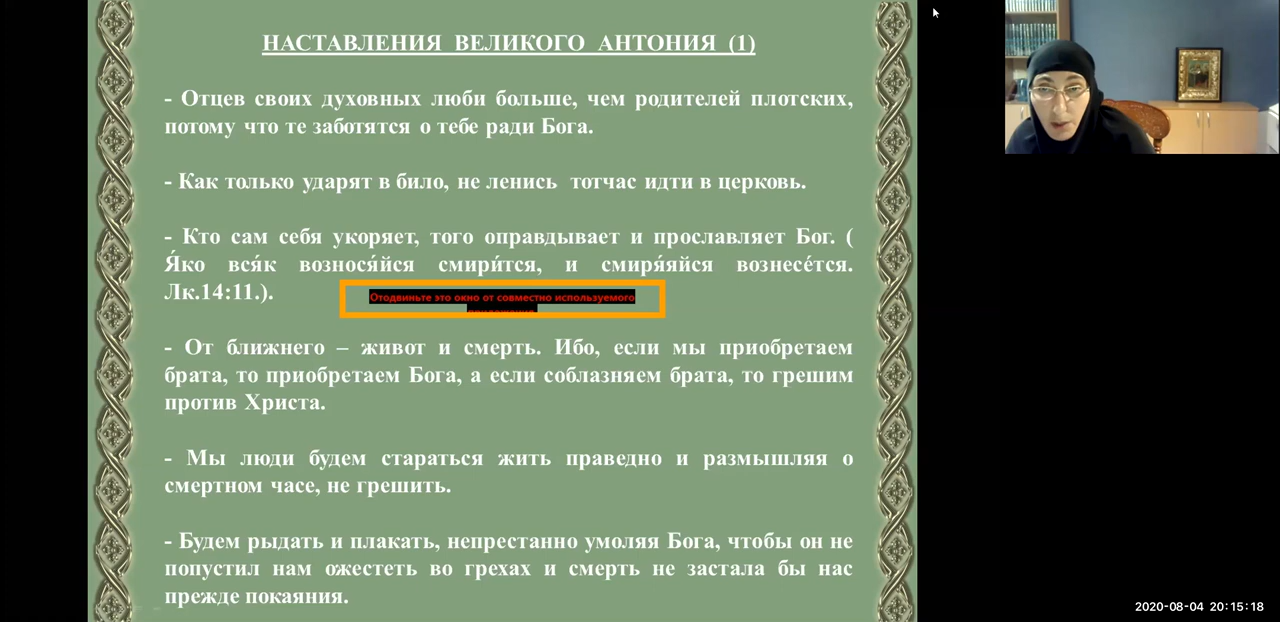 НАСТАВЛЕНИЯ ВЕЛИКОГО АНТОНИЯ (1)
- Отцев своих духовных люби больше, чем родителей плотских,
потому что те заботятся о тебе ради Бога.
- Как только ударят в било, не ленись тотчас идти в церковь.
- Кто сам себя укоряет, того оправдывает и прославляет Бог. (
Я́ко вся́к вознося́йся смири́тся, и смиря́яйся вознесе́тся.
Лк.14:11.).
Отодвиньте это окно от совместно используемого
- От ближнего – живот и смерть. Ибо, если мы приобретаем
брата, то приобретаем Бога, а если соблазняем брата, то грешим
против Христа.
- Мы люди будем стараться жить праведно и размышляя о
смертном часе, не грешить.
- Будем рыдать и плакать, непрестанно умоляя Бога, чтобы он не
попустил нам ожестеть во грехах и смерть не застала бы нас
прежде покаяния.
2020-08-04 20:15:18